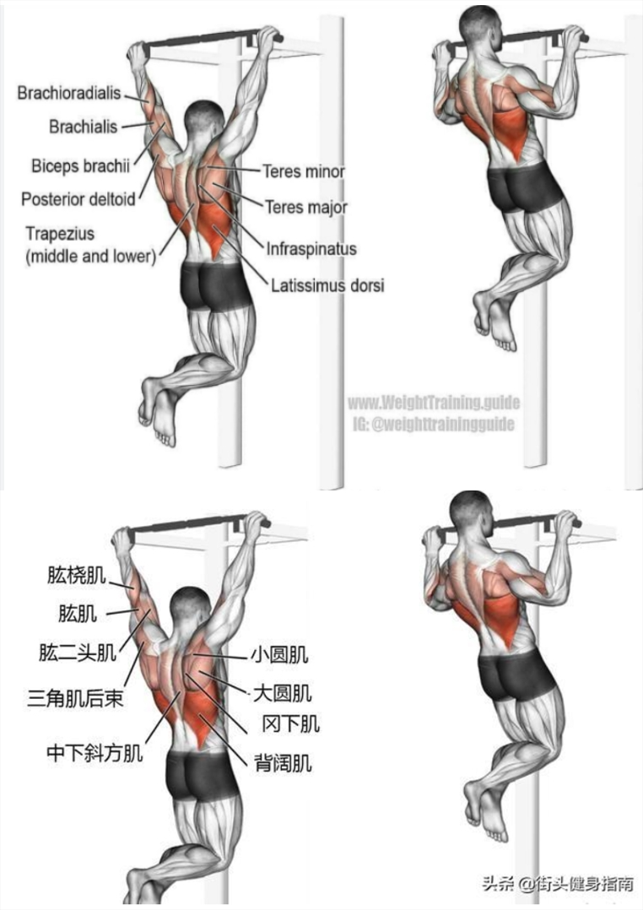 Brachioradialis
Brachialis
Biceps brachii
Posterior deltoid
Trapezius
(middle and lower)
Teres minor
Teres major
Infraspinatus
Latissimus dorsi
www.WeightTraining.guide
IG: @weighttrainingguide
肱桡肌
肱肌
肱二头肌
三角肌后束
中下斜方肌
小圆肌
大圆肌
冈下肌
背阔肌
头条 @街头健身指南